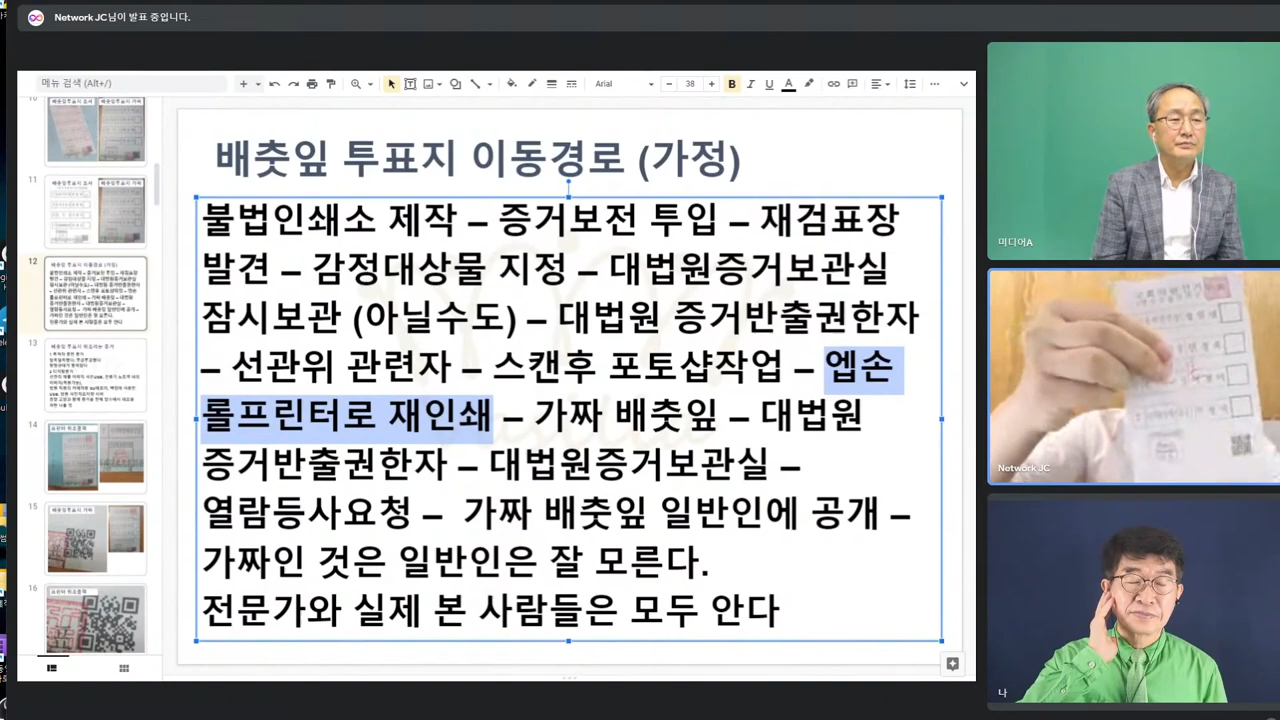 Network JC님이 발표 중입니다.
메뉴 검색 (Alt+/)
Arial
38
배춧잎 투표지 이동경로 (가정)
불법인쇄소 제작 – 증거보전 투입 – 재검표장
발견 – 감정대상물 지정 – 대법원증거보관실
잠시보관 (아닐수도) – 대법원 증거반출권한자
– 선관위 관련자 – 스캔후 포토샵작업 – 엡손
롤프린터로 재인쇄 – 가짜 배춧잎 – 대법원
증거반출권한자 – 대법원증거보관실 –
열람등사요청 – 가짜 배춧잎 일반인에 공개 –
가짜인 것은 일반인은 잘 모른다.
전문가와 실제 본 사람들은 모두 안다
10
11
12
13
14
15
16
미디어A
Network JC
나